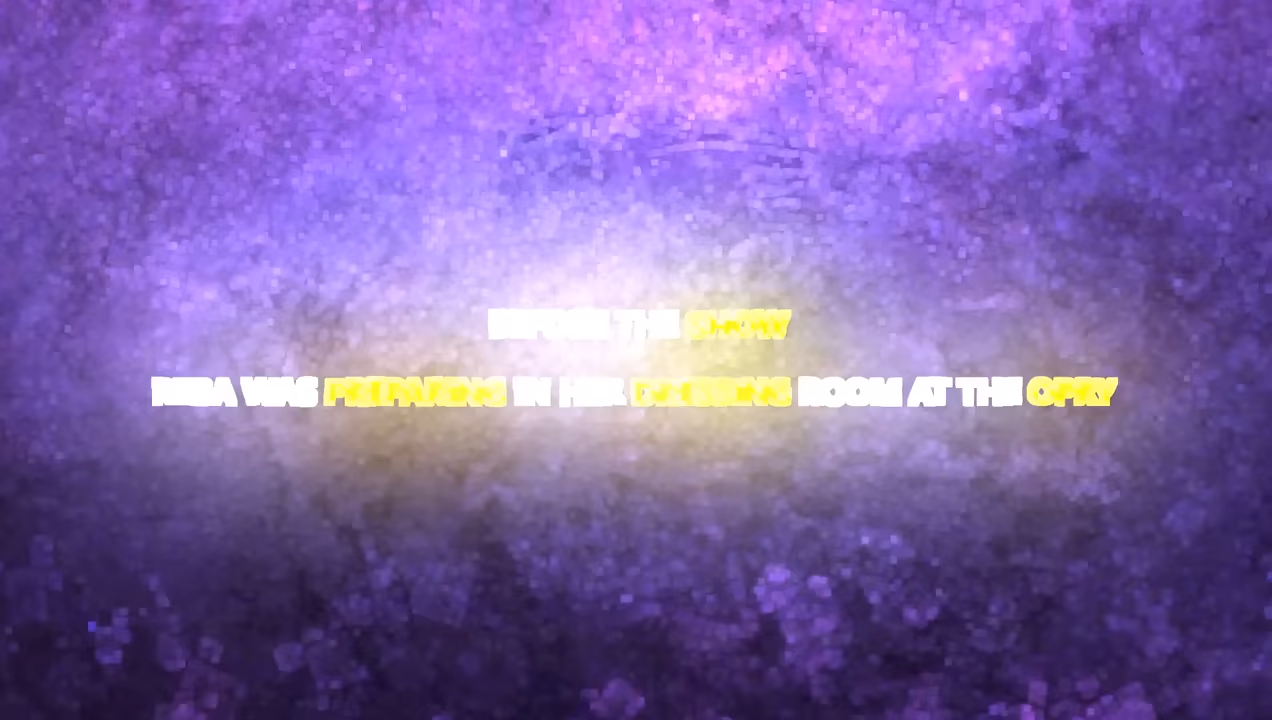 BEFORE THE SHOW
REBA WAS PREPARING IN HER DRESSING ROOM AT THE OPRY